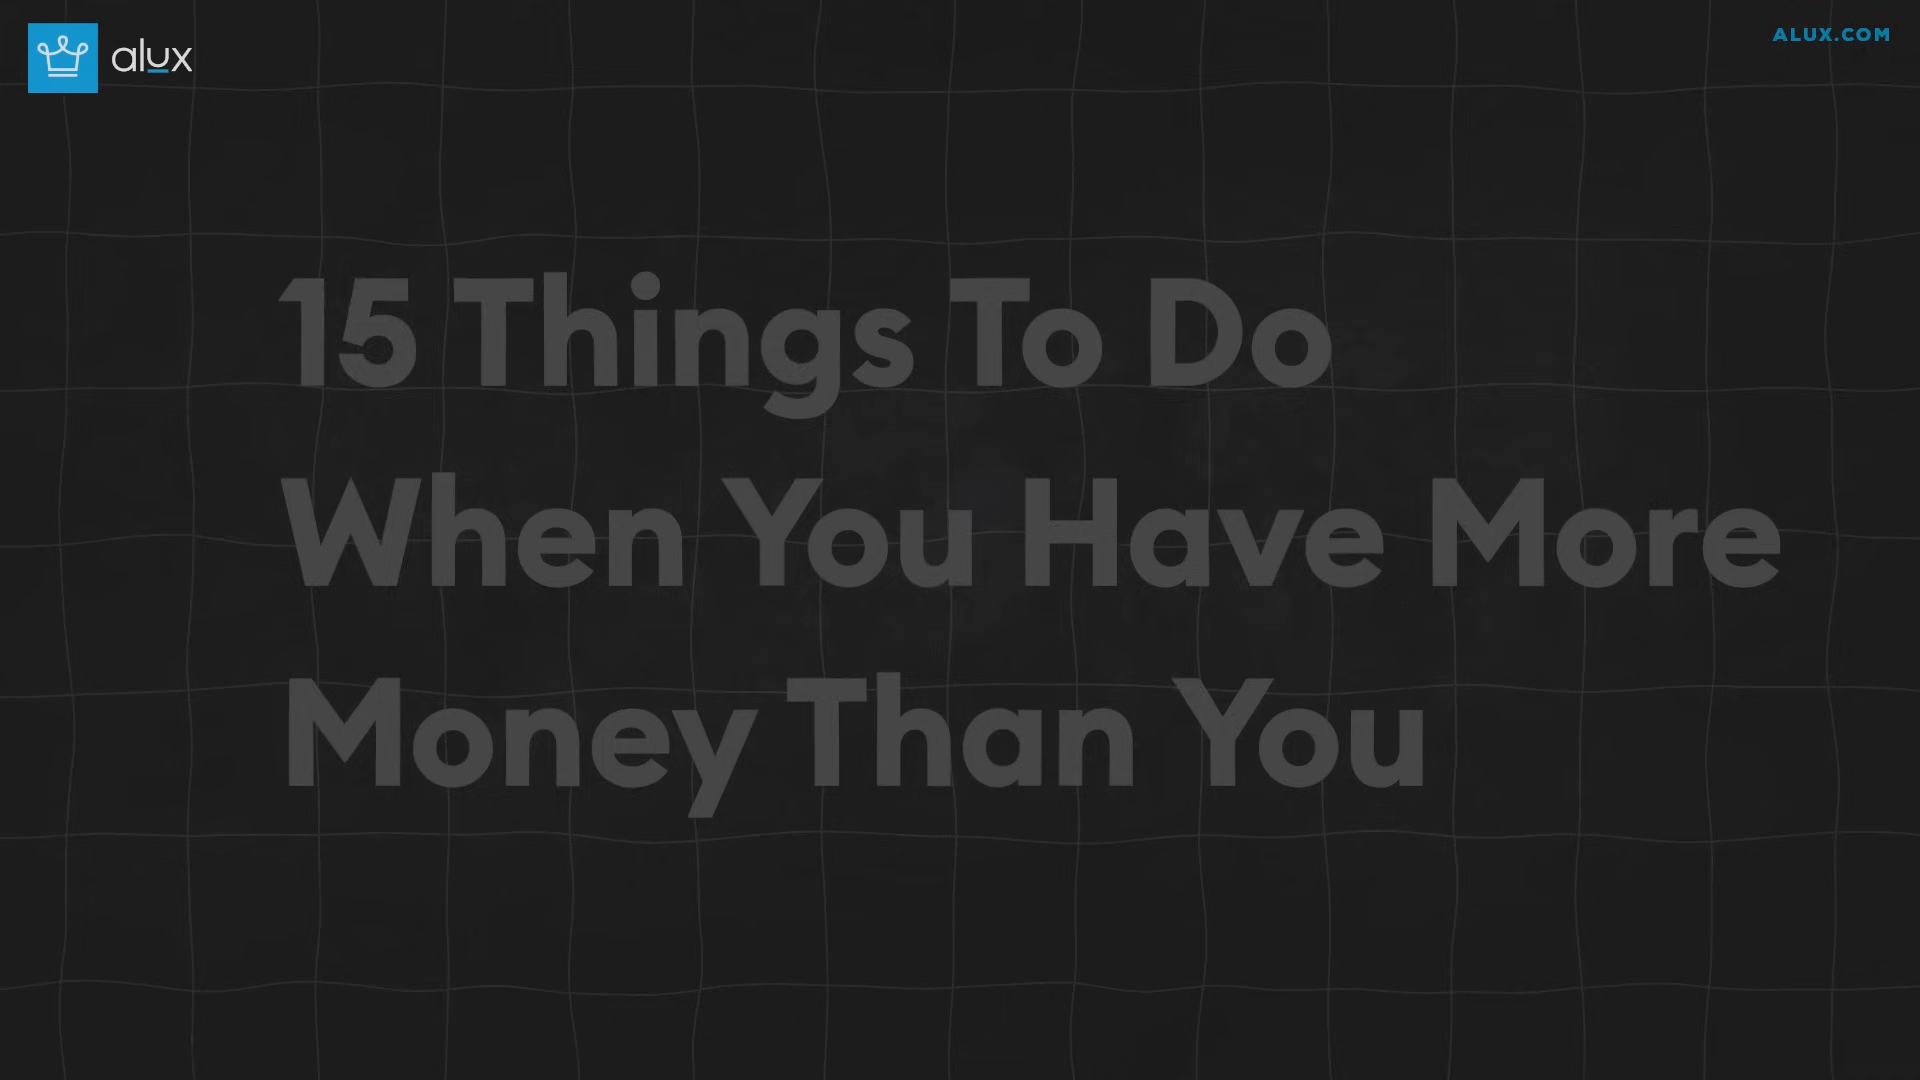 alux
ALUX.COM
15 Things To Do
When You Have More
Money Than You